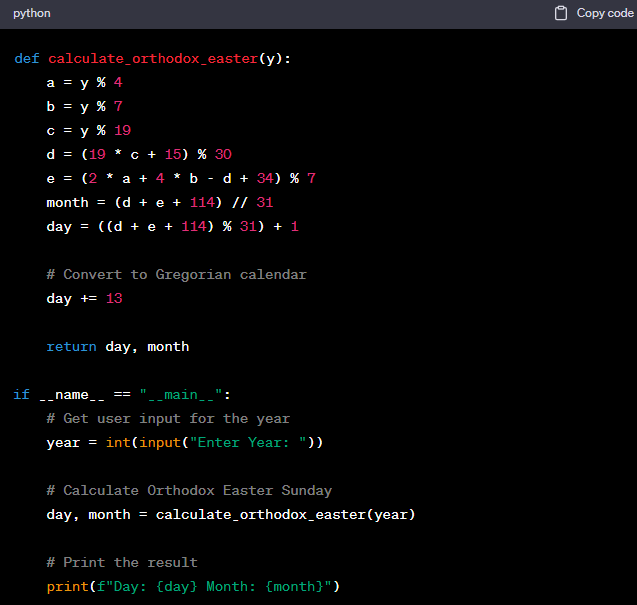 python Copy code
def calculate_orthodox_easter(y):
    a = y % 4
    b = y % 7
    c = y % 19
    d = (19 * c + 15) % 30
    e = (2 * a + 4 * b - d + 34) % 7
    month = (d + e + 114) // 31
    day = ((d + e + 114) % 31) + 1
    # Convert to Gregorian calendar
    day += 13
    return day, month
if __name__ == "__main__":
    # Get user input for the year
    year = int(input("Enter Year: "))
    # Calculate Orthodox Easter Sunday
    day, month = calculate_orthodox_easter(year)
    # Print the result
    print(f"Day: {day} Month: {month}")